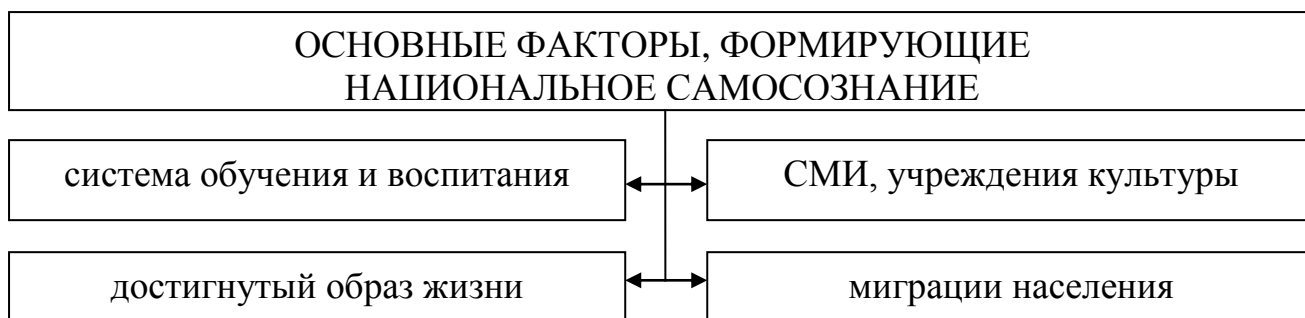 ОСНОВНЫЕ ФАКТОРЫ, ФОРМИРУЮЩИЕ
НАЦИОНАЛЬНОЕ САМОСОЗНАНИЕ
система обучения и воспитания
СМИ, учреждения культуры
достигнутый образ жизни
миграции населения